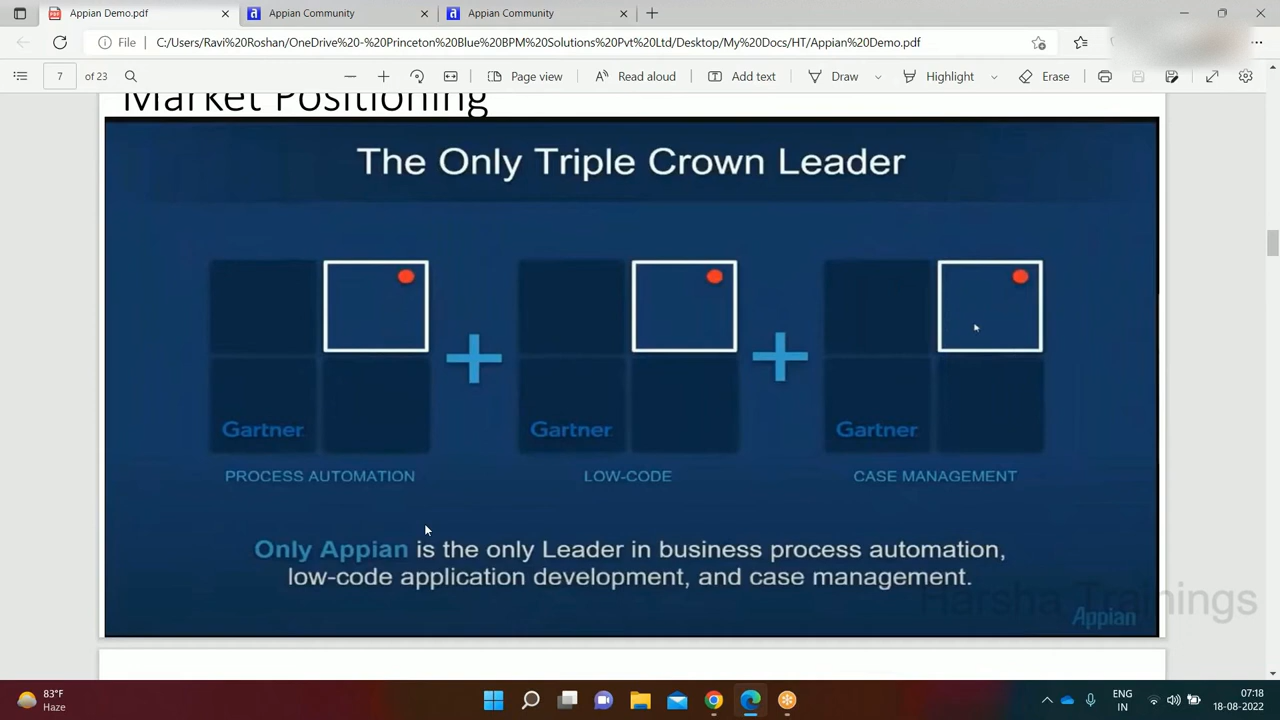 Appian Demo.pdf
Appian Community
Appian Community
File
C:/Users/Ravi%20Roshan/OneDrive%20-%20Princeton%20Blue%20BPM%20Solutions%20Pvt%20Ltd/Desktop/My%20Docs/HT/Appian%20Demo.pdf
7 of 23
Page view
Read aloud
Add text
Draw
Highlight
Erase
Market Positioning
The Only Triple Crown Leader
Gartner
Gartner
Gartner
PROCESS AUTOMATION
LOW-CODE
CASE MANAGEMENT
Only Appian is the only Leader in business process automation,
low-code application development, and case management.
Harsha Trainings
Appian
83°F
Haze
ENG
IN
07:18
18-08-2022